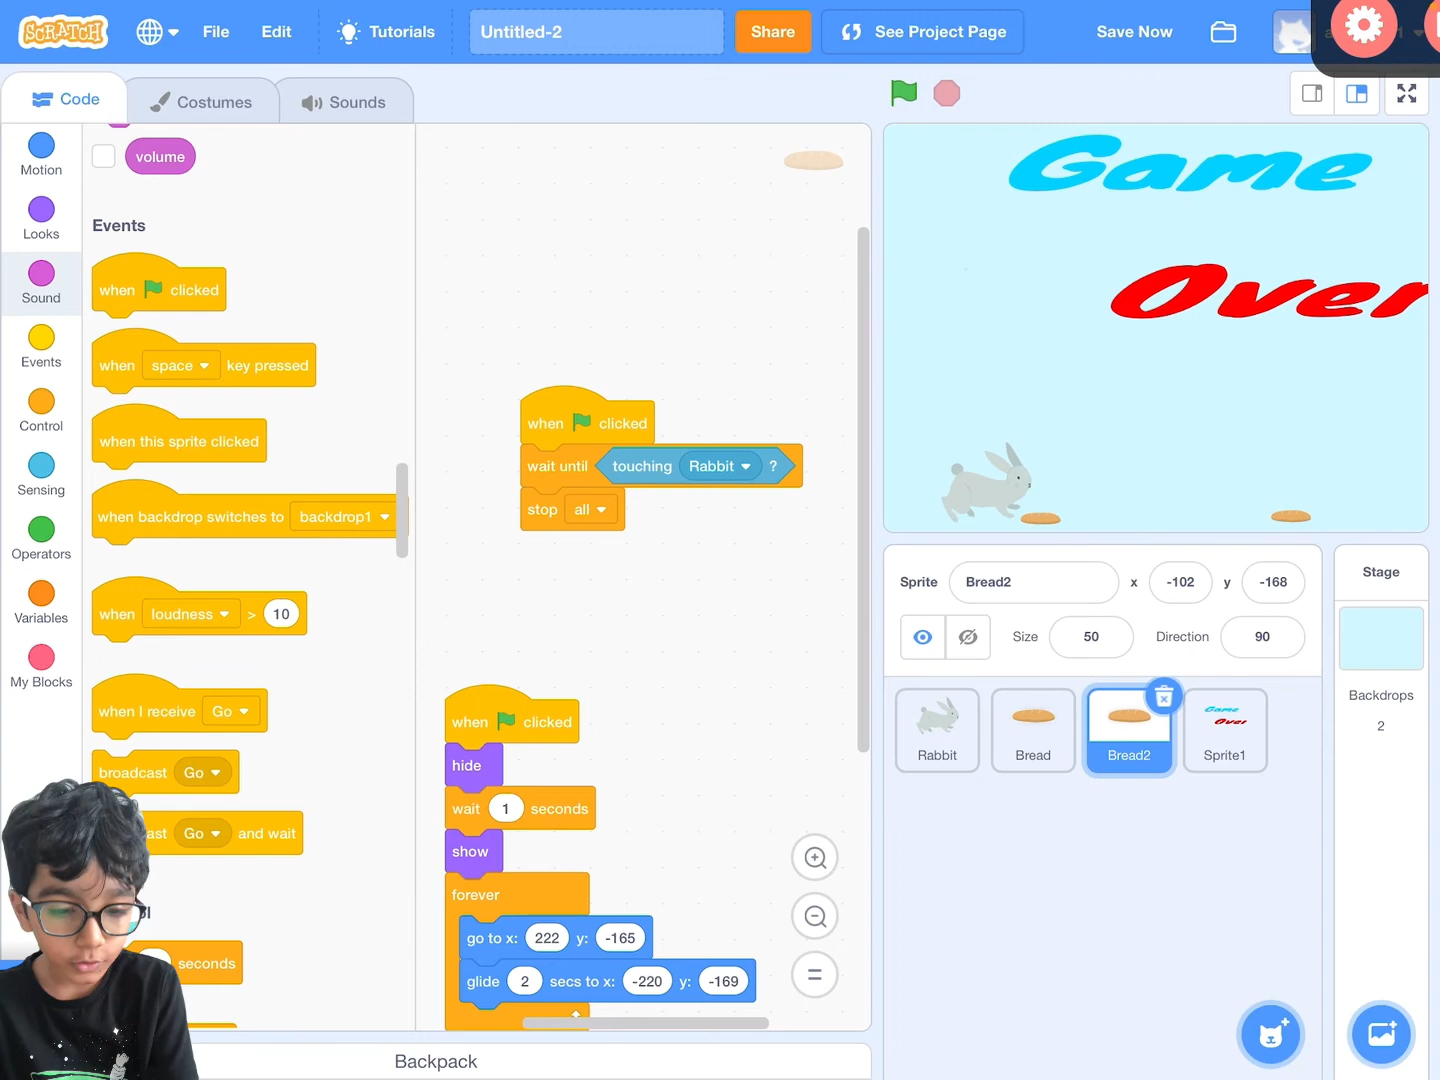 SCRATCH
File
Edit
Tutorials
Untitled-2
Share
See Project Page
Save Now
Code
Costumes
Sounds
Motion
Looks
Sound
Events
Control
Sensing
Operators
Variables
My Blocks
volume
Events
when clicked
when space key pressed
when this sprite clicked
when backdrop switches to backdrop1
when loudness > 10
when I receive Go
broadcast Go
Go and wait
seconds
when clicked
wait until touching Rabbit ?
stop all
when clicked
hide
wait 1 seconds
show
forever
go to x: 222 y: -165
glide 2 secs to x: -220 y: -169
Backpack
Game
Over
Sprite Bread2 x -102 y -168
Size 50 Direction 90
Rabbit
Bread
Bread2
Game
Over
Sprite1
Stage
Backdrops
2